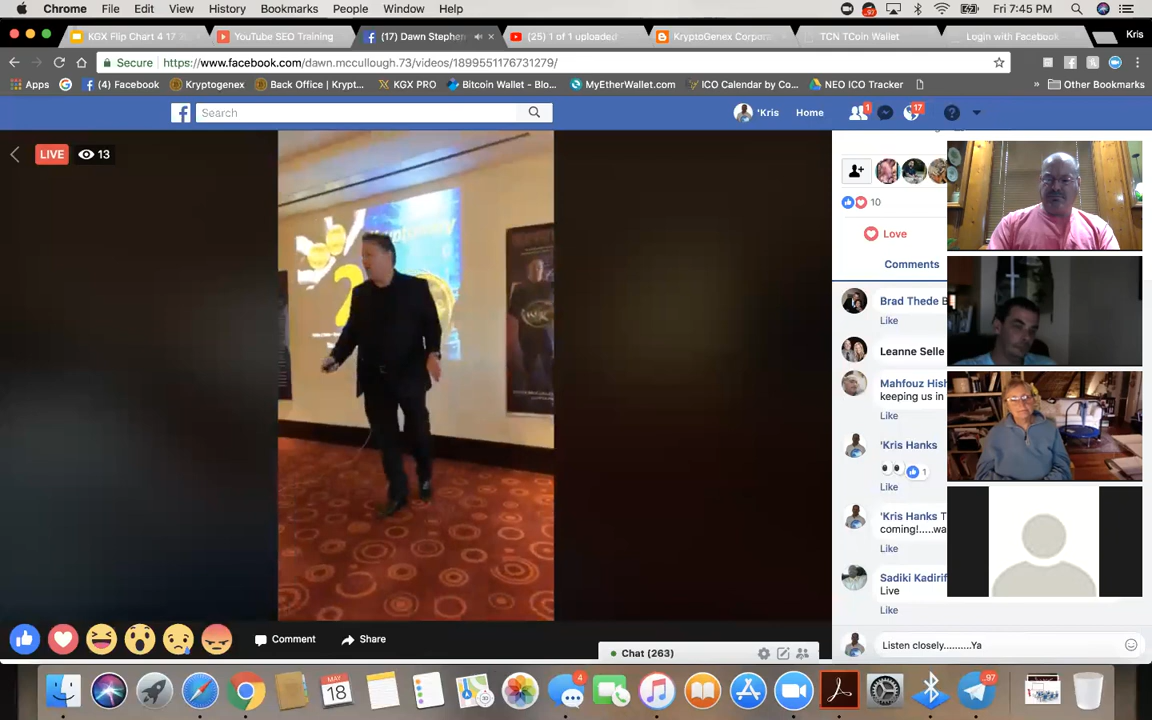 Chrome File Edit View History Bookmarks People Window Help
97
Fri 7:45 PM
KGX Flip Chart 4 17
YouTube SEO Training
(17) Dawn Stephen
(25) 1 of 1 uploaded
KryptoGenex Corpora
TCN TCoin Wallet
Login with Facebook
Kris
Secure https://www.facebook.com/dawn.mccullough.73/videos/1899551176731279/
Apps
(4) Facebook
Kryptogenex
Back Office | Krypt...
KGX PRO
Bitcoin Wallet - Blo...
MyEtherWallet.com
ICO Calendar by Co...
NEO ICO Tracker
» Other Bookmarks
Search
'Kris
Home
1
17
LIVE 13
10
Love
Comments
Brad Thede B
Like
Leanne Selle
Mahfouz Hish
keeping us in
Like
'Kris Hanks
1
Like
'Kris Hanks T
coming!.....wa
Like
Sadiki Kadirif
Live
Like
Comment
Share
Chat (263)
Listen closely..........Ya
MAY
18
4
97